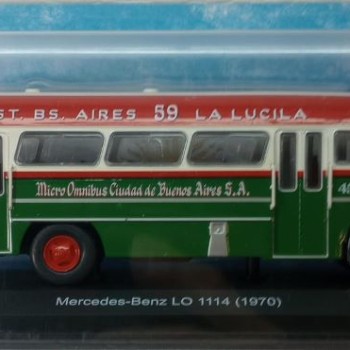 ST. BS. AIRES 59 LA LUCILA
Micro Omnibus Ciudad de Buenos Aires S.A.
Mercedes-Benz LO 1114 (1970)